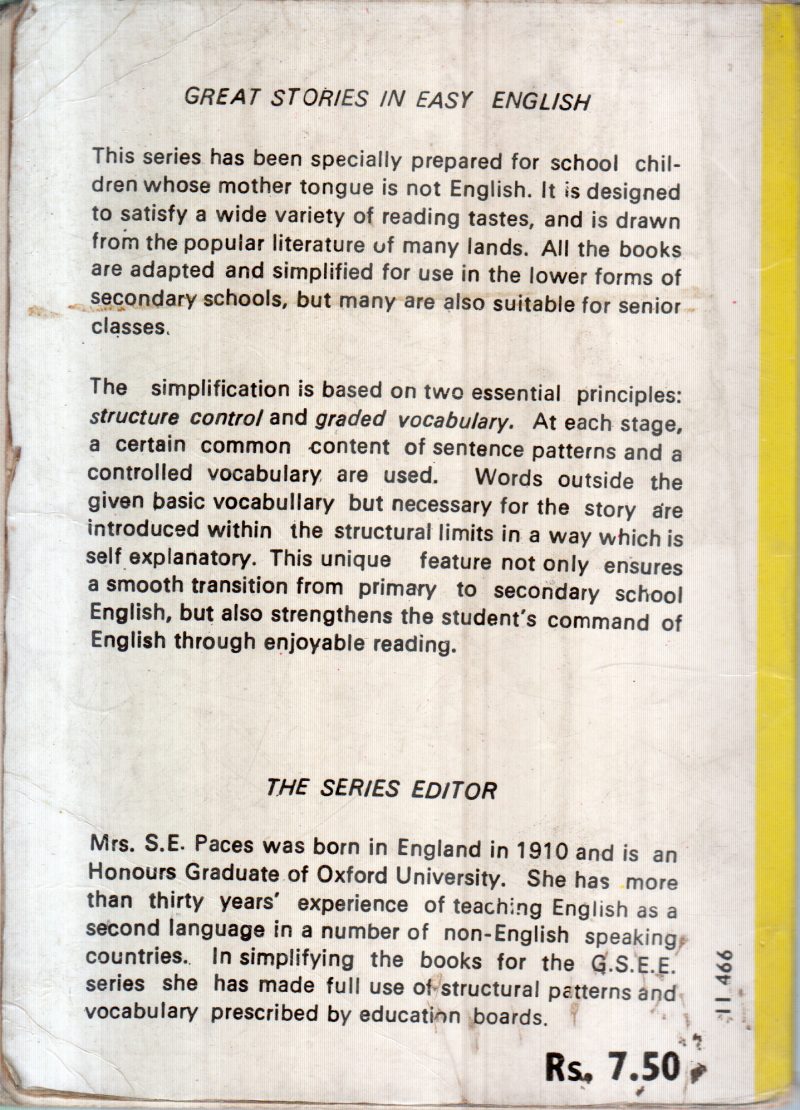 GREAT STORIES IN EASY ENGLISH
This series has been specially prepared for school chil-
dren whose mother tongue is not English. It is designed
to satisfy a wide variety of reading tastes, and is drawn
from the popular literature of many lands. All the books
are adapted and simplified for use in the lower forms of
secondary schools, but many are also suitable for senior
classes.
The simplification is based on two essential principles:
structure control and graded vocabulary. At each stage,
a certain common content of sentence patterns and a
controlled vocabulary are used. Words outside the
given basic vocabullary but necessary for the story are
introduced within the structural limits in a way which is
self explanatory. This unique feature not only ensures
a smooth transition from primary to secondary school
English, but also strengthens the student's command of
English through enjoyable reading.
THE SERIES EDITOR
Mrs. S.E. Paces was born in England in 1910 and is an
Honours Graduate of Oxford University. She has more
than thirty years' experience of teaching English as a
second language in a number of non-English speaking
countries. In simplifying the books for the G.S.E.E.
series she has made full use of structural patterns and
vocabulary prescribed by education boards.
Rs. 7.50
11 466